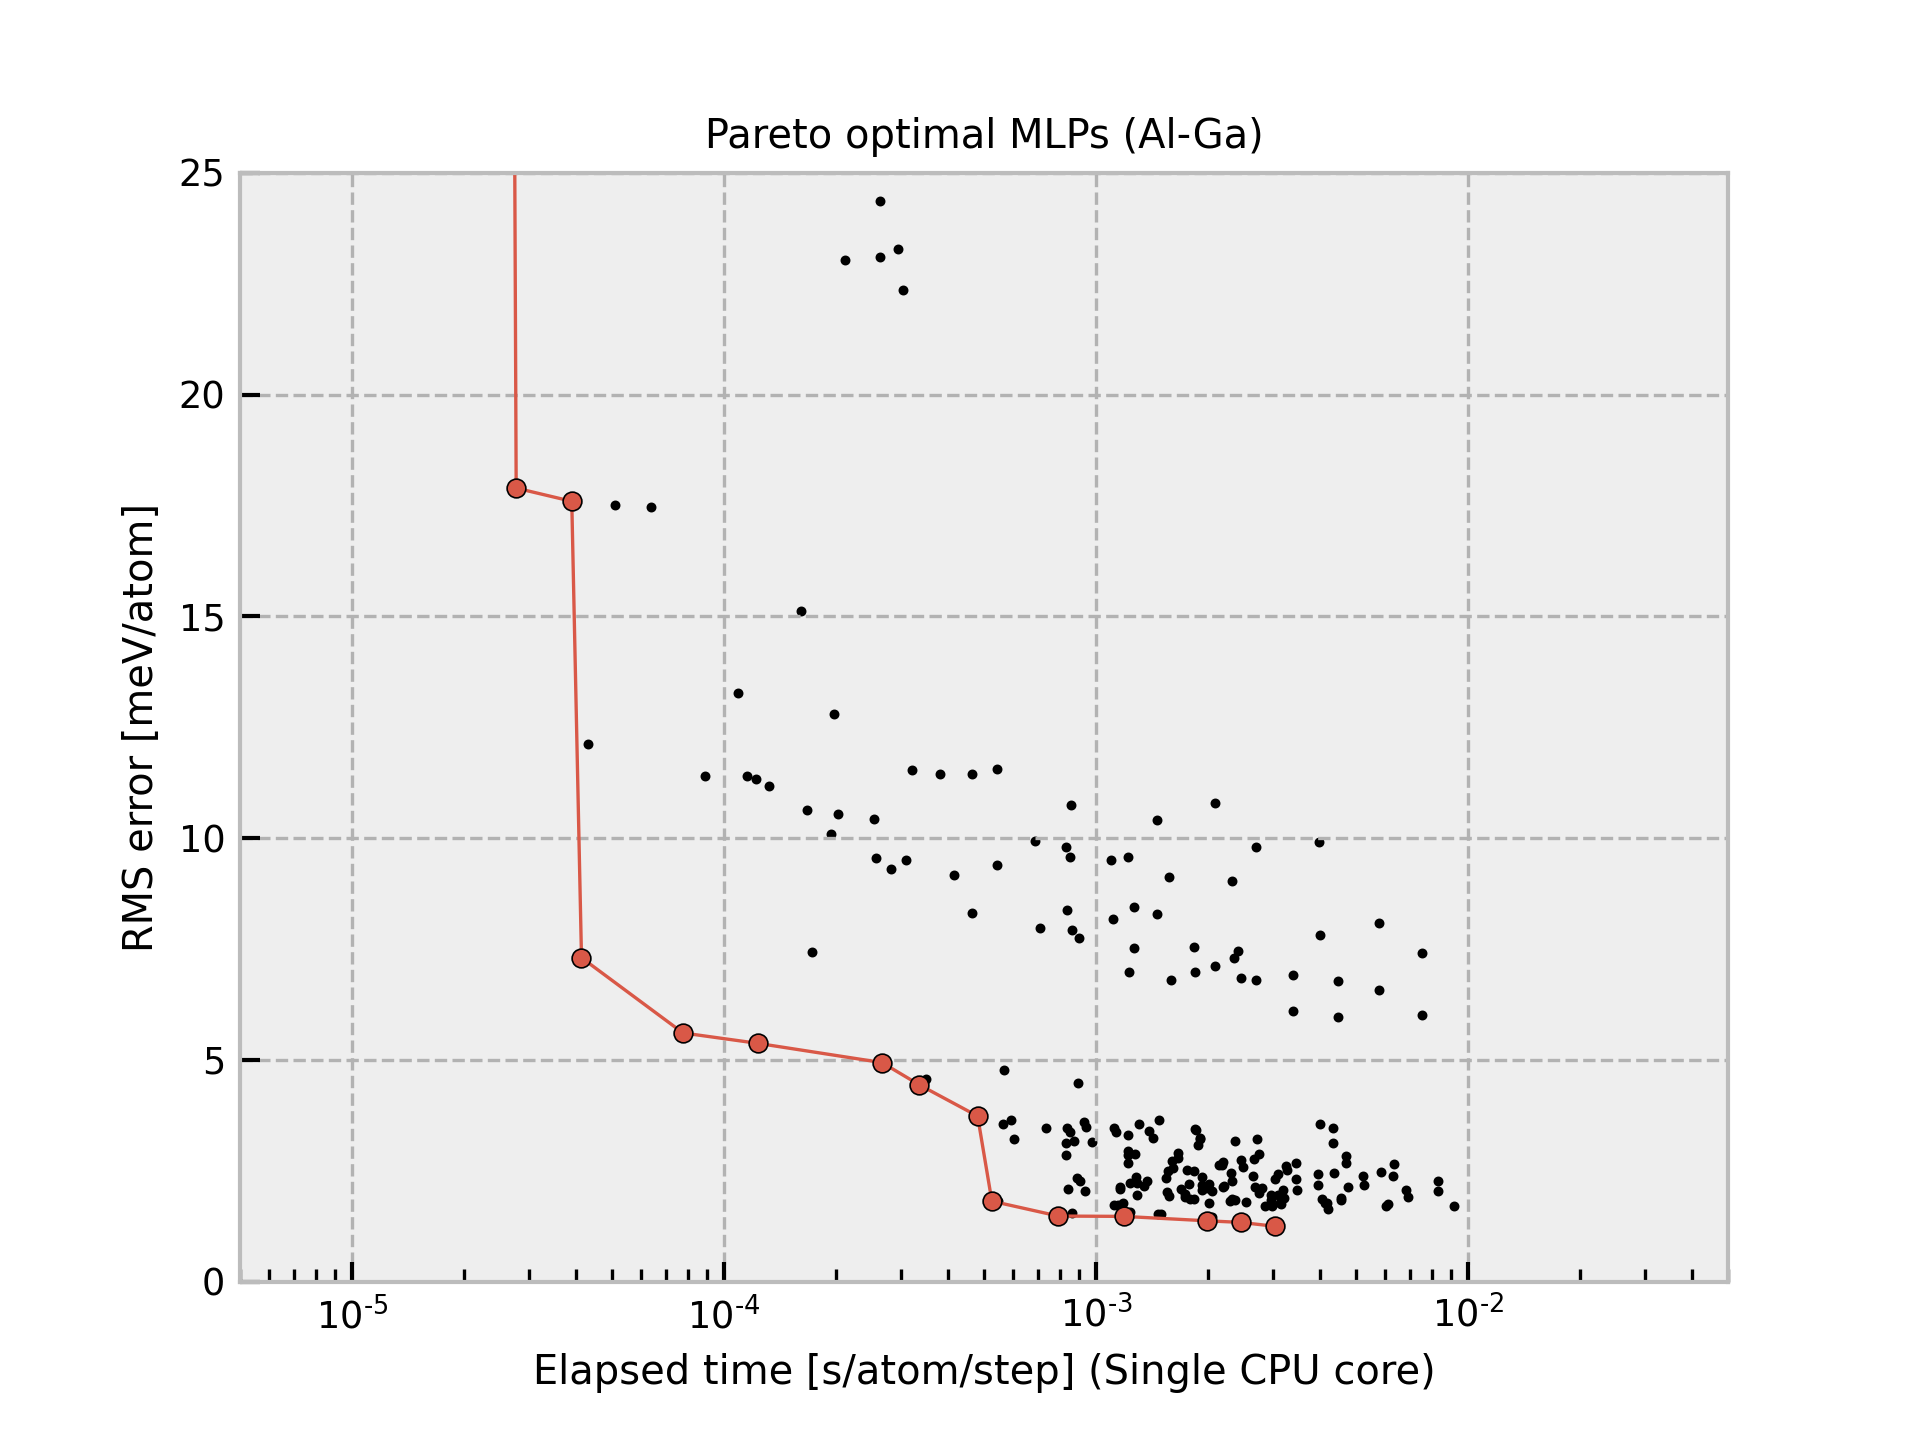 Pareto optimal MLPs (Al-Ga)
25
20
15
10
5
0
RMS error [meV/atom]
10-5 10-4 10-3 10-2
Elapsed time [s/atom/step] (Single CPU core)